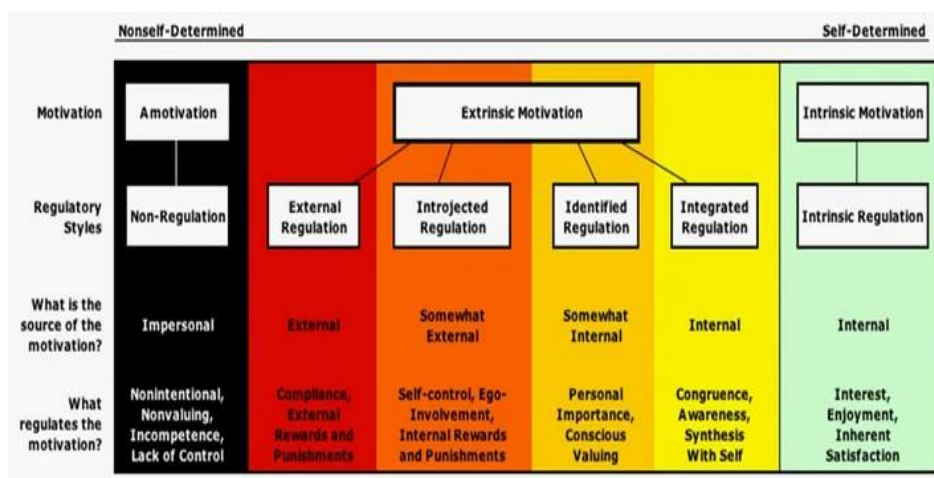 Nonself-Determined
Self-Determined
Motivation
Amotivation
Extrinsic Motivation
Intrinsic Motivation
Regulatory
Styles
Non-Regulation
External
Regulation
Introjected
Regulation
Identified
Regulation
Integrated
Regulation
Intrinsic Regulation
What is the
source of the
motivation?
Impersonal
External
Somewhat
External
Somewhat
Internal
Internal
Internal
What
regulates the
motivation?
Nonintentional,
Nonvaluing,
Incompetence,
Lack of Control
Compliance,
External
Rewards and
Punishments
Self-control, Ego-
Involvement,
Internal Rewards
and Punishments
Personal
Importance,
Conscious
Valuing
Congruence,
Awareness,
Synthesis
With Self
Interest,
Enjoyment,
Inherent
Satisfaction